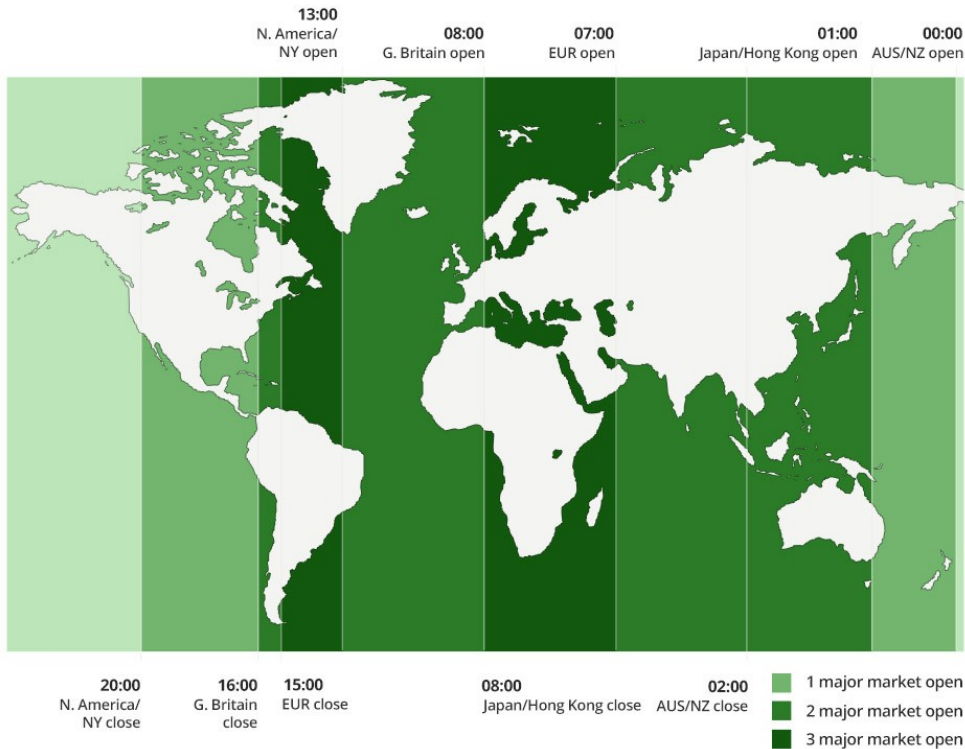 13:00
N. America/
NY open
08:00
G. Britain open
07:00
EUR open
01:00
Japan/Hong Kong open
00:00
AUS/NZ open
20:00
N. America/
NY close
16:00
G. Britain
close
15:00
EUR close
08:00
Japan/Hong Kong close
02:00
AUS/NZ close
1 major market open
2 major market open
3 major market open